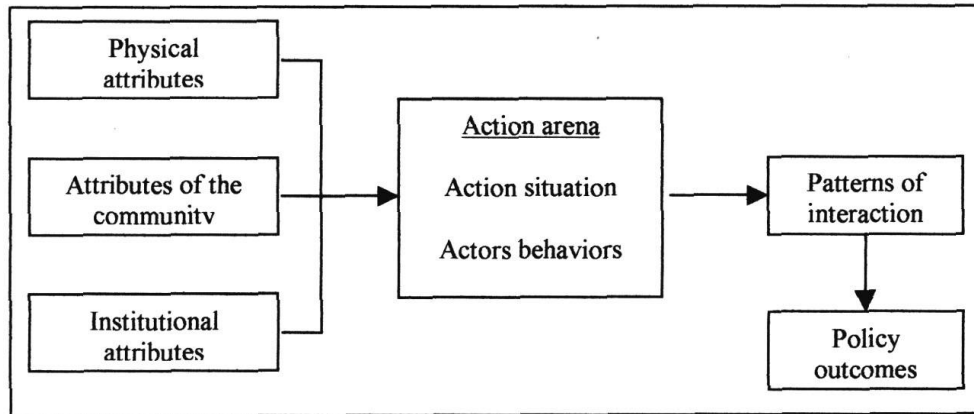 Physical
attributes
Attributes of the
community
Institutional
attributes
Action arena
Action situation
Actors behaviors
Patterns of
interaction
Policy
outcomes